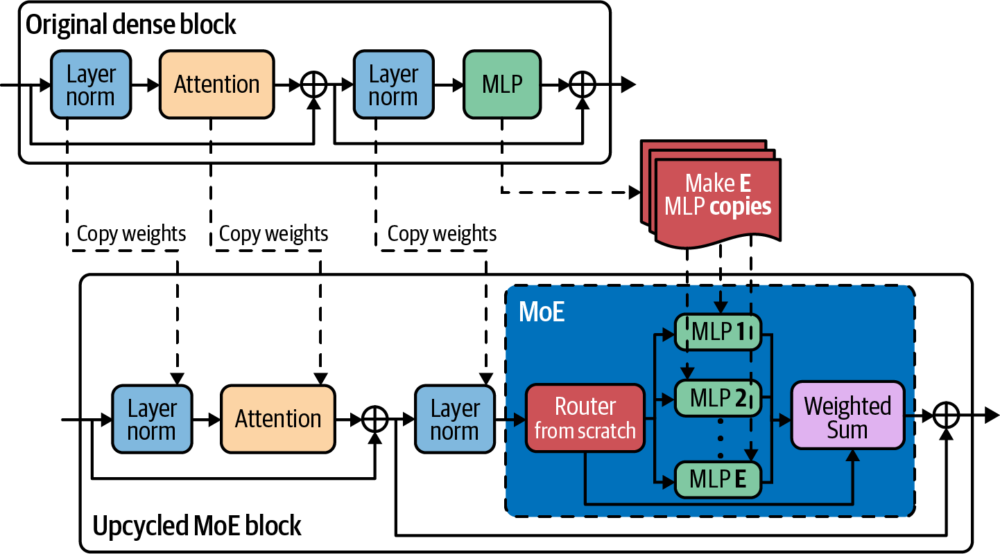 Original dense block
Layer
norm
Attention
Layer
norm
MLP
Make E
MLP copies
Copy weights
Copy weights
Copy weights
MoE
MLP 1
MLP 2
MLP E
Layer
norm
Attention
Layer
norm
Router
from scratch
Weighted
Sum
Upcycled MoE block